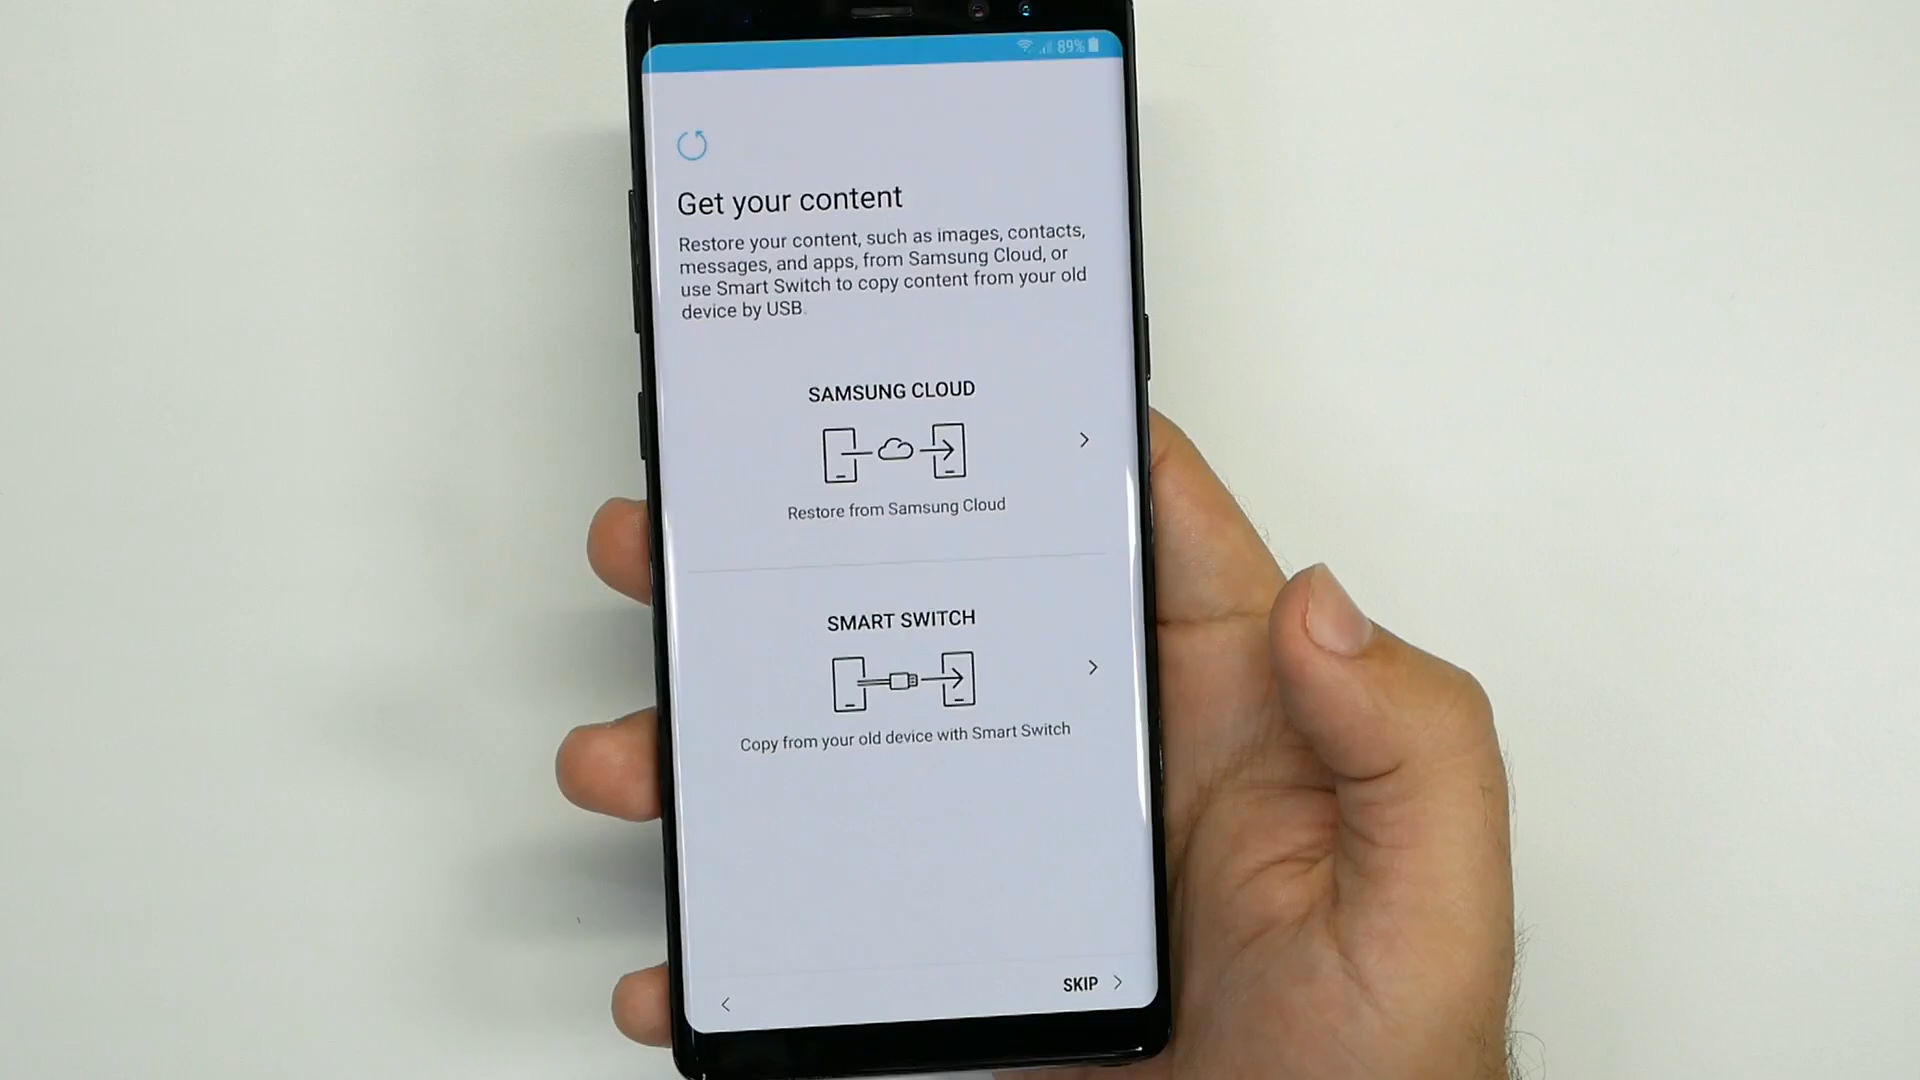 89%
Get your content
Restore your content, such as images, contacts,
messages, and apps, from Samsung Cloud, or
use Smart Switch to copy content from your old
device by USB.
SAMSUNG CLOUD
Restore from Samsung Cloud
SMART SWITCH
Copy from your old device with Smart Switch
SKIP